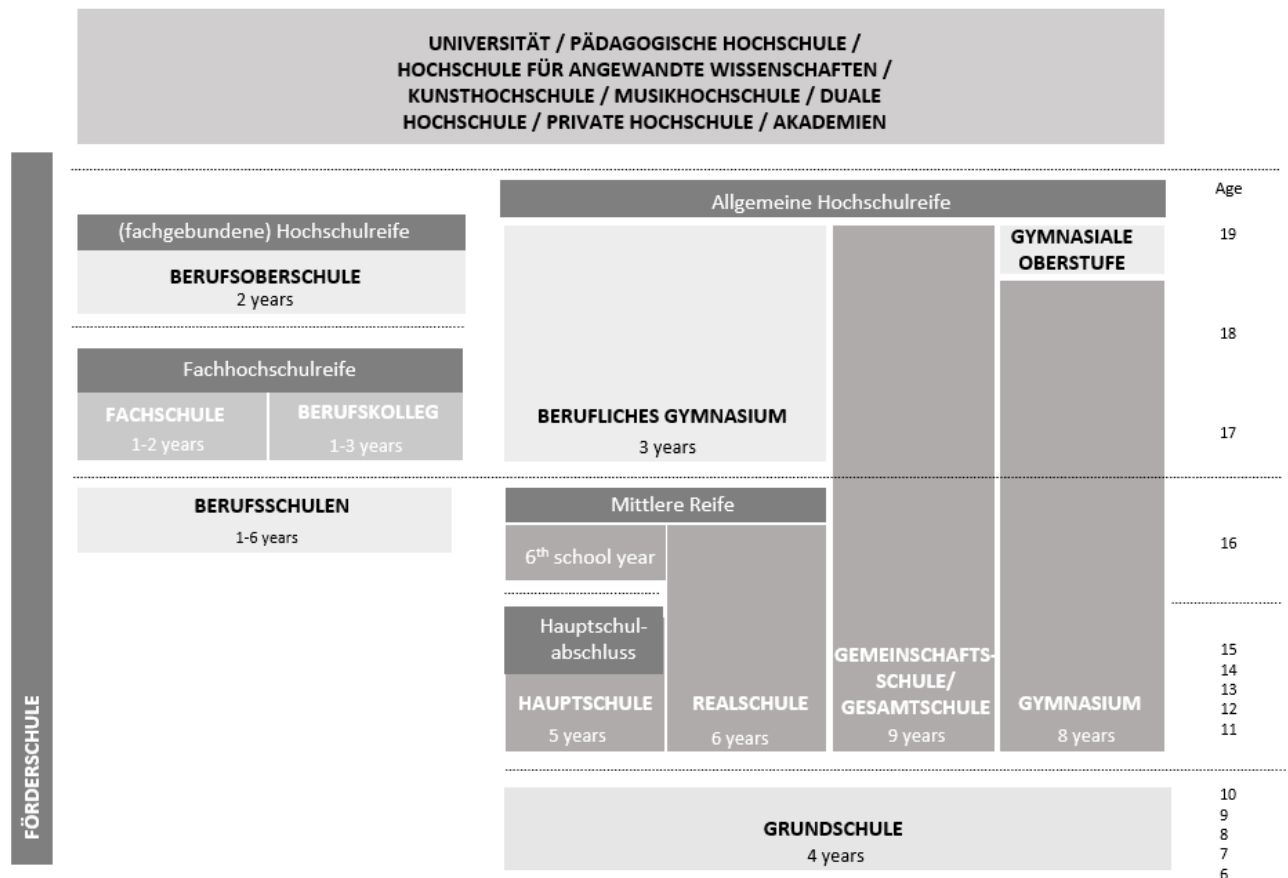 UNIVERSITÄT / PÄDAGOGISCHE HOCHSCHULE /
HOCHSCHULE FÜR ANGEWANDTE WISSENSCHAFTEN /
KUNSTHOCHSCHULE / MUSIKHOCHSCHULE / DUALE
HOCHSCHULE / PRIVATE HOCHSCHULE / AKADEMIEN
FÖRDERSCHULE
(fachgebundene) Hochschulreife
BERUFSOBERSCHULE
2 years
Fachhochschulreife
FACHSCHULE
1-2 years
BERUFSKOLLEG
1-3 years
BERUFSSCHULEN
1-6 years
Allgemeine Hochschulreife
BERUFLICHES GYMNASIUM
3 years
GYMNASIALE
OBERSTUFE
Mittlere Reife
6th school year
Hauptschul-
abschluss
HAUPTSCHULE
5 years
REALSCHULE
6 years
GEMEINSCHAFTS-
SCHULE/
GESAMTSCHULE
9 years
GYMNASIUM
8 years
GRUNDSCHULE
4 years
Age
19
18
17
16
15
14
13
12
11
10
9
8
7
6